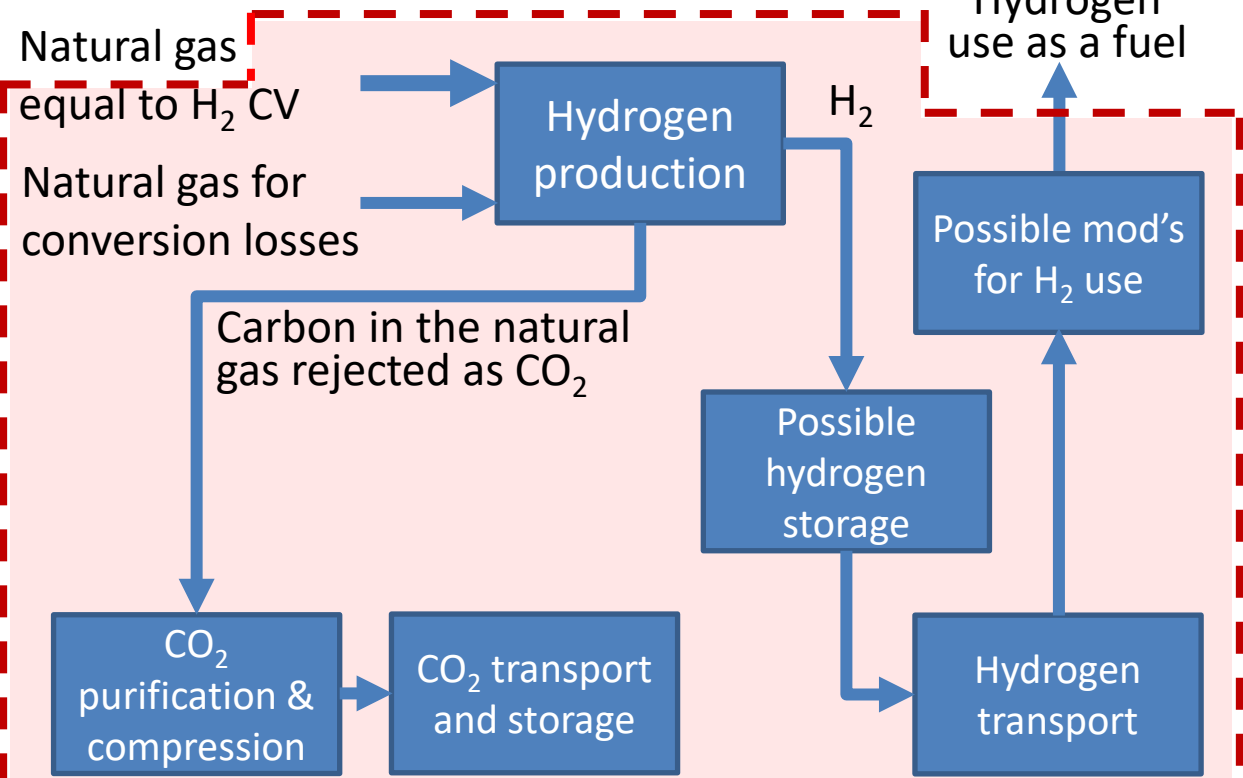 Hydrogen
use as a fuel
Natural gas
equal to H₂ CV
Natural gas for
conversion losses
Hydrogen
production
H₂
Possible mod's
for H₂ use
Carbon in the natural
gas rejected as CO₂
Possible
hydrogen
storage
CO₂
purification &
compression
CO₂ transport
and storage
Hydrogen
transport